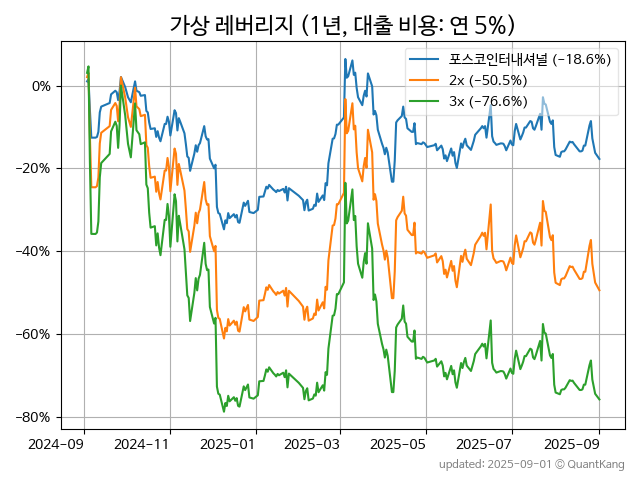 가상 레버리지 (1년, 대출 비용: 연 5%)
포스코인터내셔널 (−18.6%)
2x (−50.5%)
3x (−76.6%)
0%
−20%
−40%
−60%
−80%
2024-09 2024-11 2025-01 2025-03 2025-05 2025-07 2025-09
updated: 2025-09-01 © QuantKang